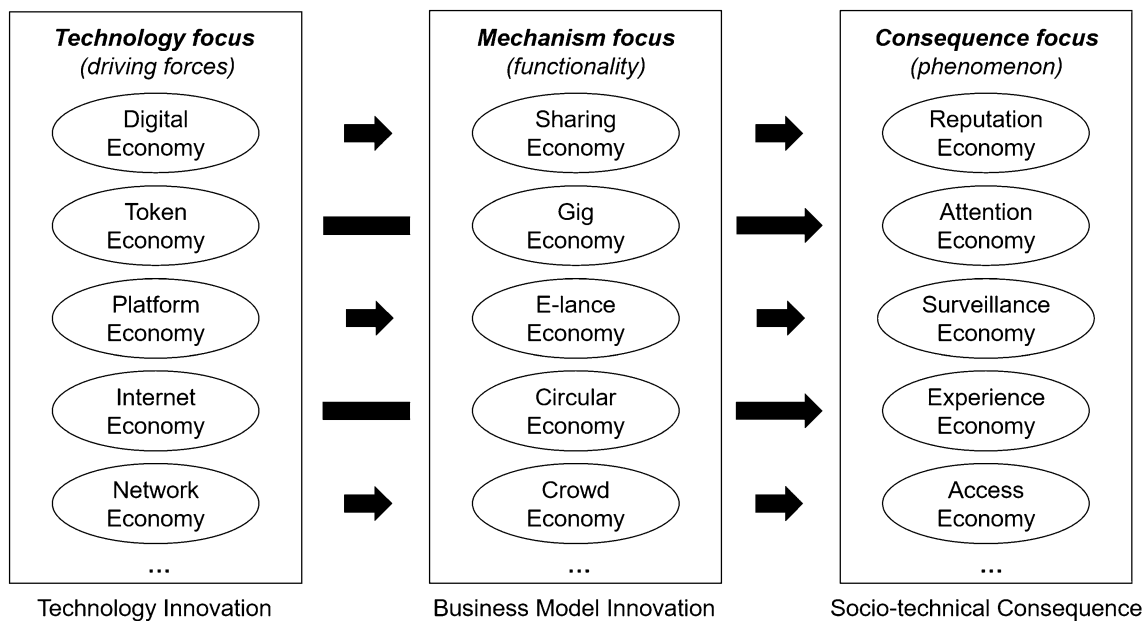 Technology focus
(driving forces)
Digital
Economy
Token
Economy
Platform
Economy
Internet
Economy
Network
Economy
...
Technology Innovation
Mechanism focus
(functionality)
Sharing
Economy
Gig
Economy
E-lance
Economy
Circular
Economy
Crowd
Economy
...
Business Model Innovation
Consequence focus
(phenomenon)
Reputation
Economy
Attention
Economy
Surveillance
Economy
Experience
Economy
Access
Economy
...
Socio-technical Consequence